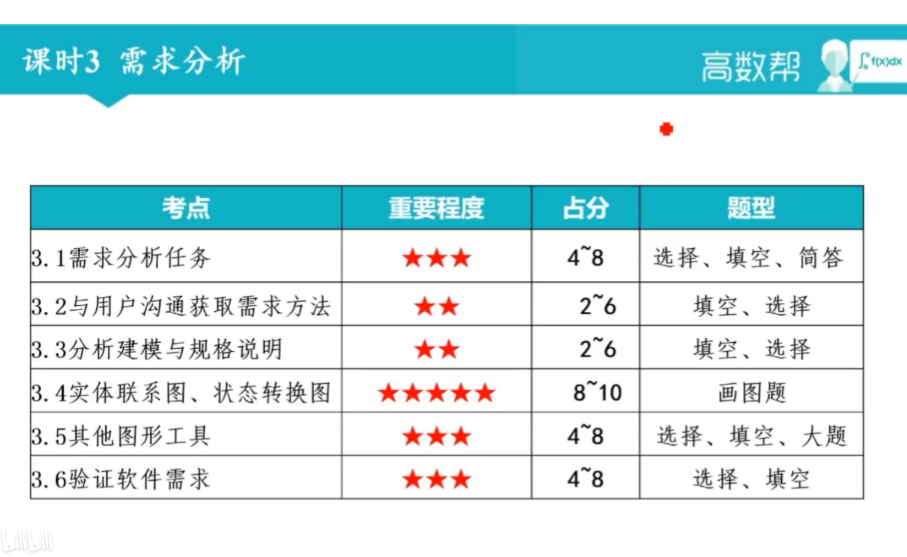 课时3 需求分析
高数帮
f(x)dx
考点 重要程度 占分 题型
3.1需求分析任务 ★★★ 4~8 选择、填空、简答
3.2与用户沟通获取需求方法 ★★ 2~6 填空、选择
3.3分析建模与规格说明 ★★ 2~6 填空、选择
3.4实体联系图、状态转换图 ★★★★★ 8~10 画图题
3.5其他图形工具 ★★★ 4~8 选择、填空、大题
3.6验证软件需求 ★★★ 4~8 选择、填空
bilibili